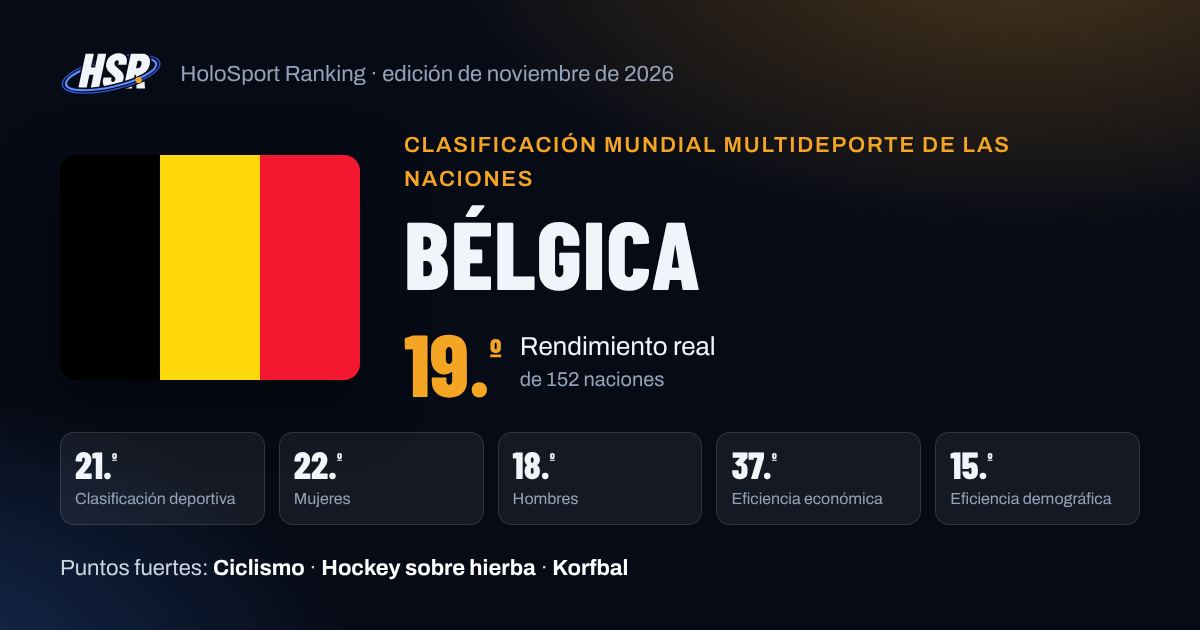 HSR
HoloSport Ranking · edición de noviembre de 2026
CLASIFICACIÓN MUNDIAL MULTIDEPORTE DE LAS
NACIONES
BÉLGICA
19.º
Rendimiento real
de 152 naciones
21.º
Clasificación deportiva
22.º
Mujeres
18.º
Hombres
37.º
Eficiencia económica
15.º
Eficiencia demográfica
Puntos fuertes: Ciclismo · Hockey sobre hierba · Korfbal